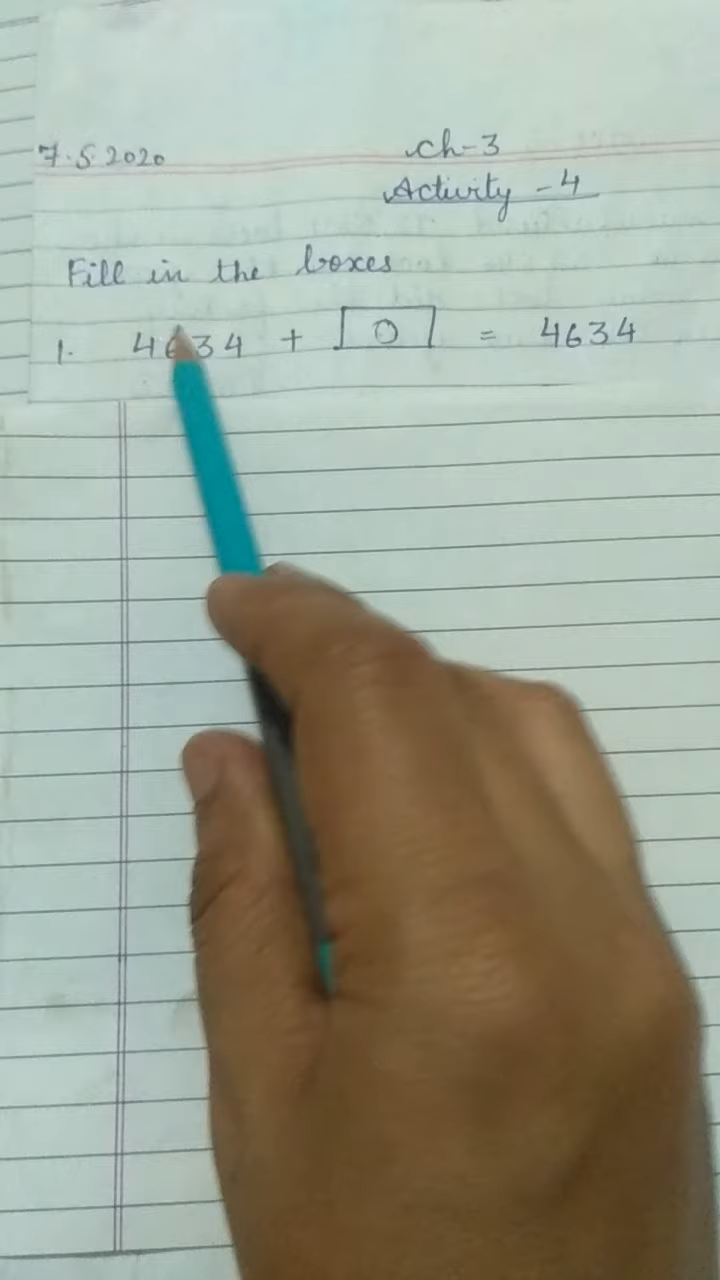 7.5.2020
Ch-3
Activity - 4
Fill in the boxes
1. 4634 + 0 = 4634